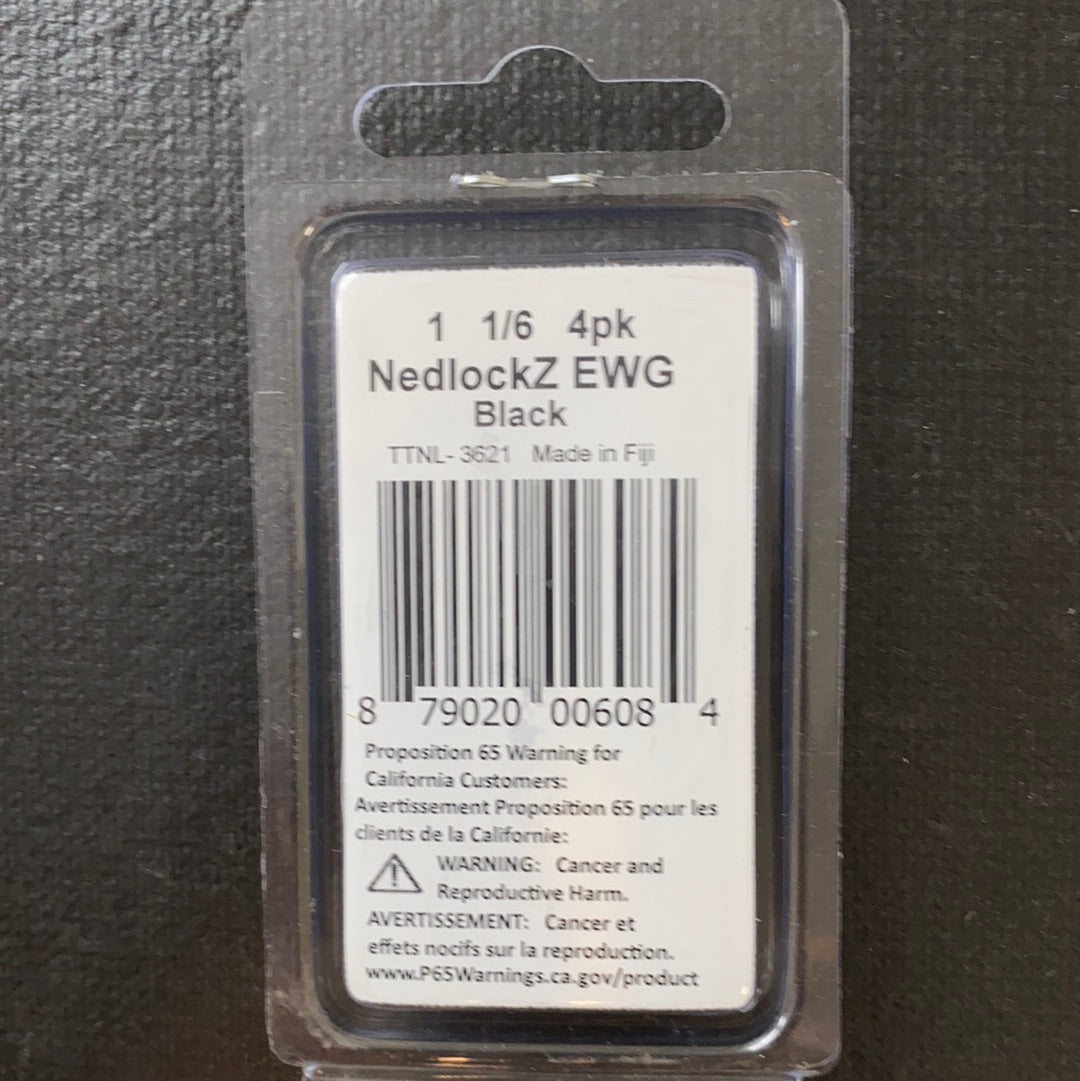 1 1/6 4pk
NedlockZ EWG
Black
TTNL- 3621 Made in Fiji
8 79020 00608 4
Proposition 65 Warning for
California Customers:
Avertissement Proposition 65 pour les
clients de la Californie:
WARNING: Cancer and
Reproductive Harm.
AVERTISSEMENT: Cancer et
effets nocifs sur la reproduction.
www.P65Warnings.ca.gov/product